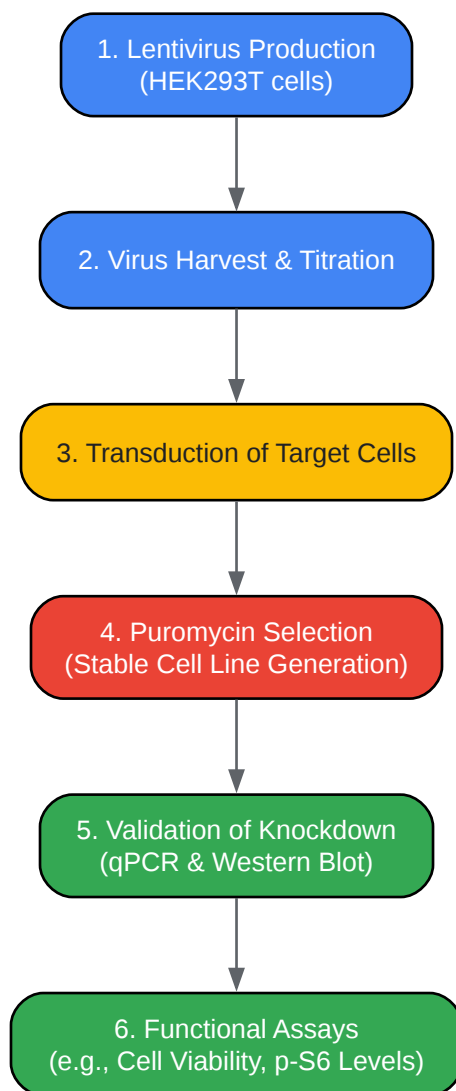 1. Lentivirus Production
(HEK293T cells)
2. Virus Harvest & Titration
3. Transduction of Target Cells
4. Puromycin Selection
(Stable Cell Line Generation)
5. Validation of Knockdown
(qPCR & Western Blot)
6. Functional Assays
(e.g., Cell Viability, p-S6 Levels)